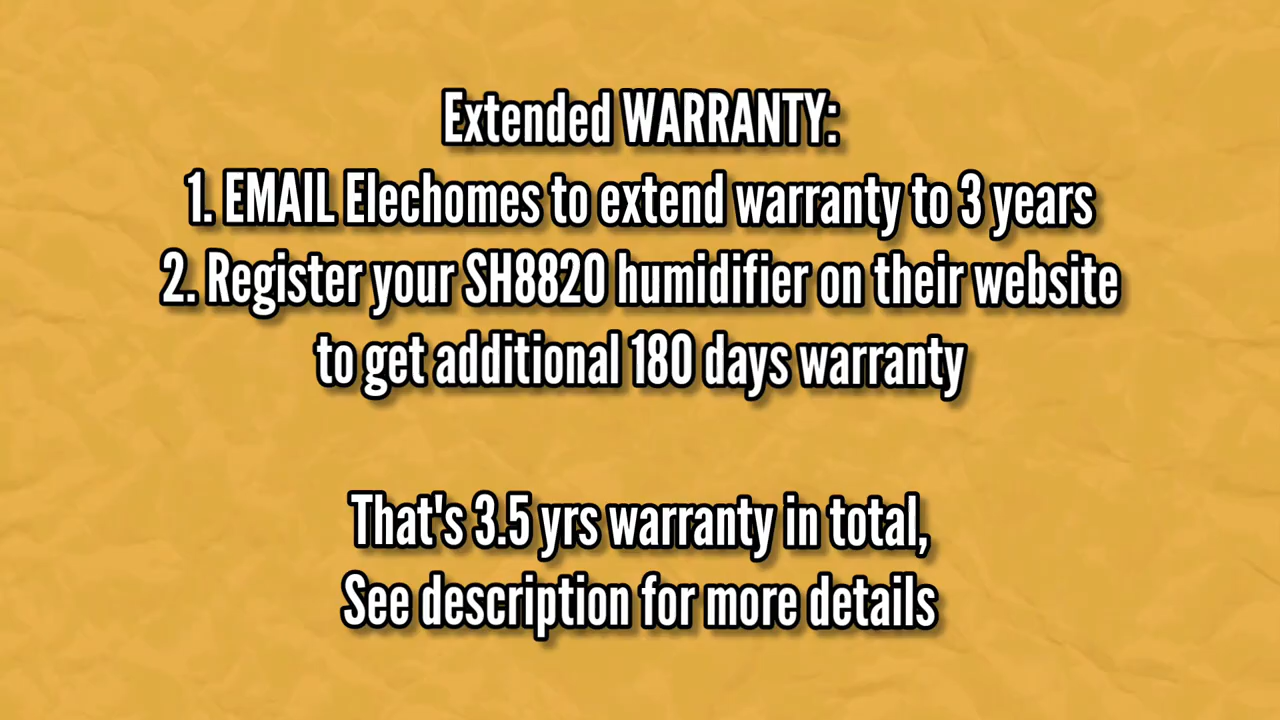 Extended WARRANTY:
1. EMAIL Elechomes to extend warranty to 3 years
2. Register your SH8820 humidifier on their website
to get additional 180 days warranty
That's 3.5 yrs warranty in total,
See description for more details